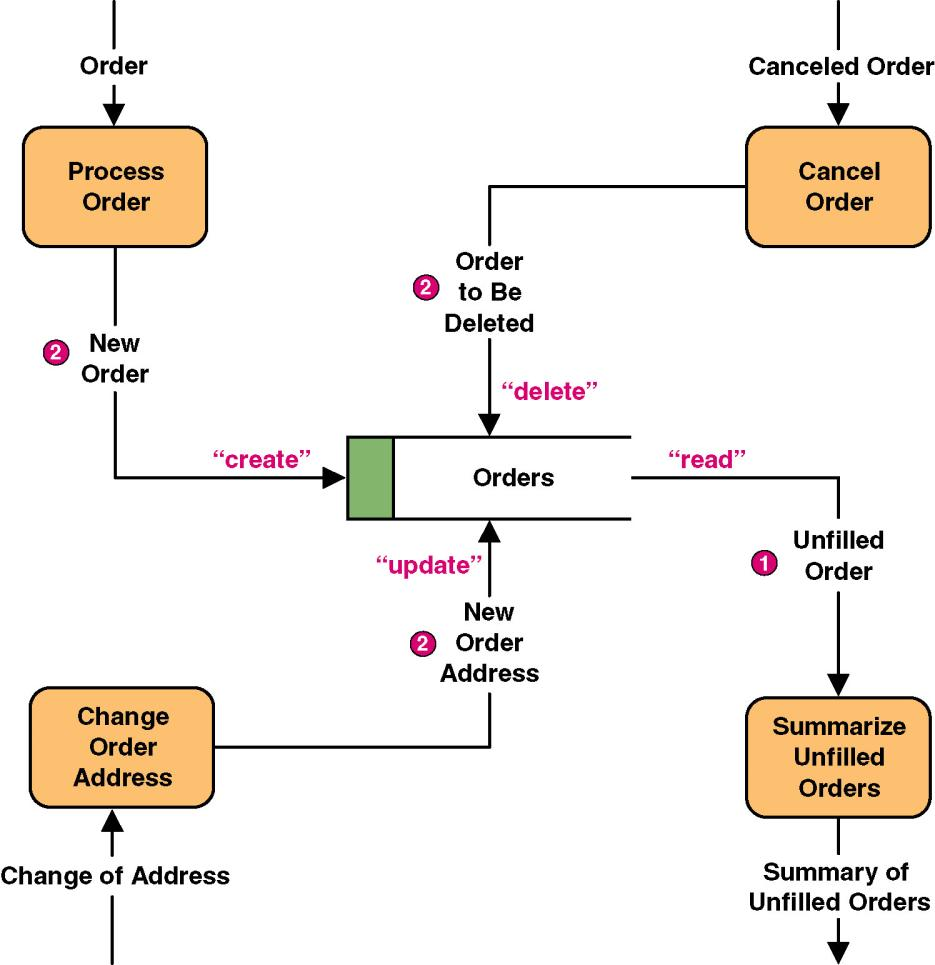 Order
Canceled Order
Process
Order
Cancel
Order
Order
to Be
Deleted
2
2
New
Order
“delete”
“create”
Orders
“read”
“update”
Unfilled
Order
1
New
Order
Address
2
Change
Order
Address
Summarize
Unfilled
Orders
Change of Address
Summary of
Unfilled Orders